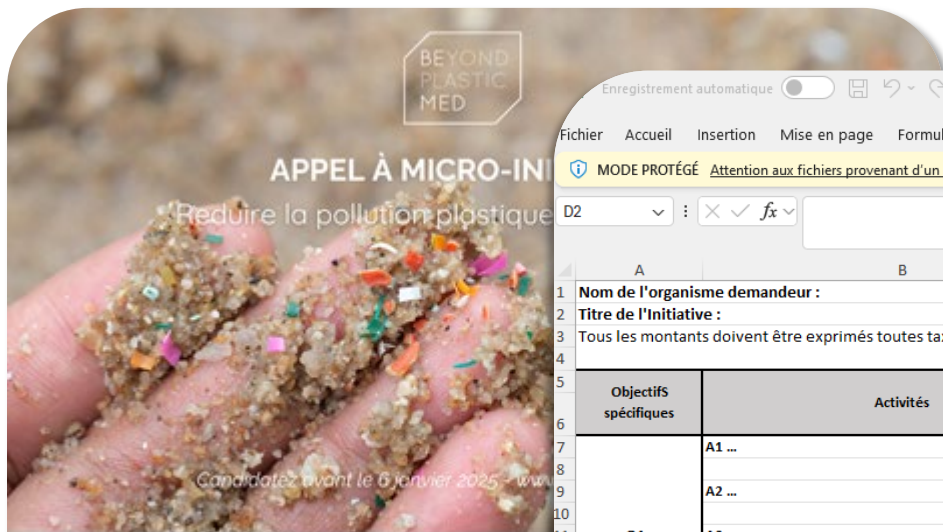 BEYOND
PLASTIC
MED
APPEL À MICRO-INI
Réduire la pollution plastique
Candidatez avant le 6 janvier 2025 - www
Enregistrement automatique
Fichier Accueil Insertion Mise en page Formul
MODE PROTÉGÉ Attention aux fichiers provenant d'un
D2 fx
A B
1 Nom de l'organisme demandeur :
2 Titre de l'Initiative :
3 Tous les montants doivent être exprimés toutes ta
4
5 ObjectifS
spécifiques Activités
6
7 A1 ...
8
9 A2 ...
10